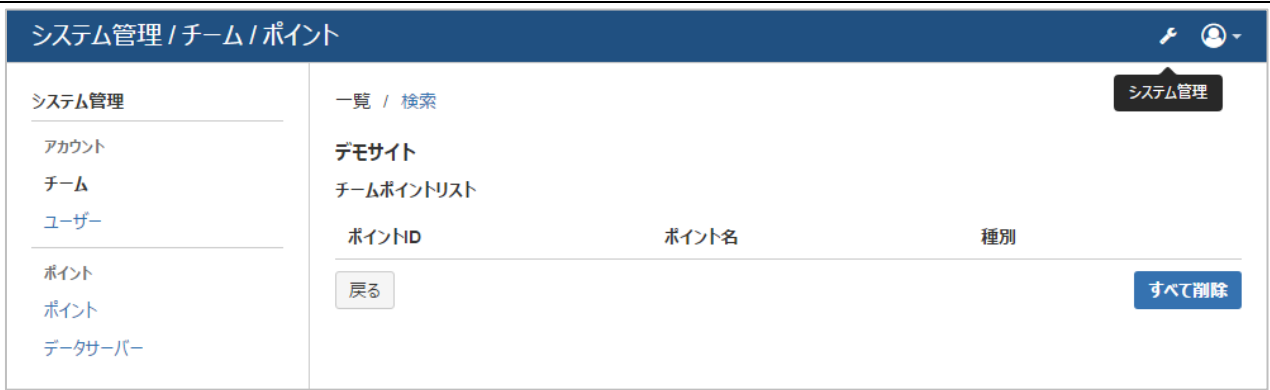 システム管理 / チーム / ポイント
システム管理
システム管理
アカウント
チーム
ユーザー
ポイント
ポイント
データサーバー
一覧 / 検索
デモサイト
チームポイントリスト
ポイントID ポイント名 種別
戻る すべて削除